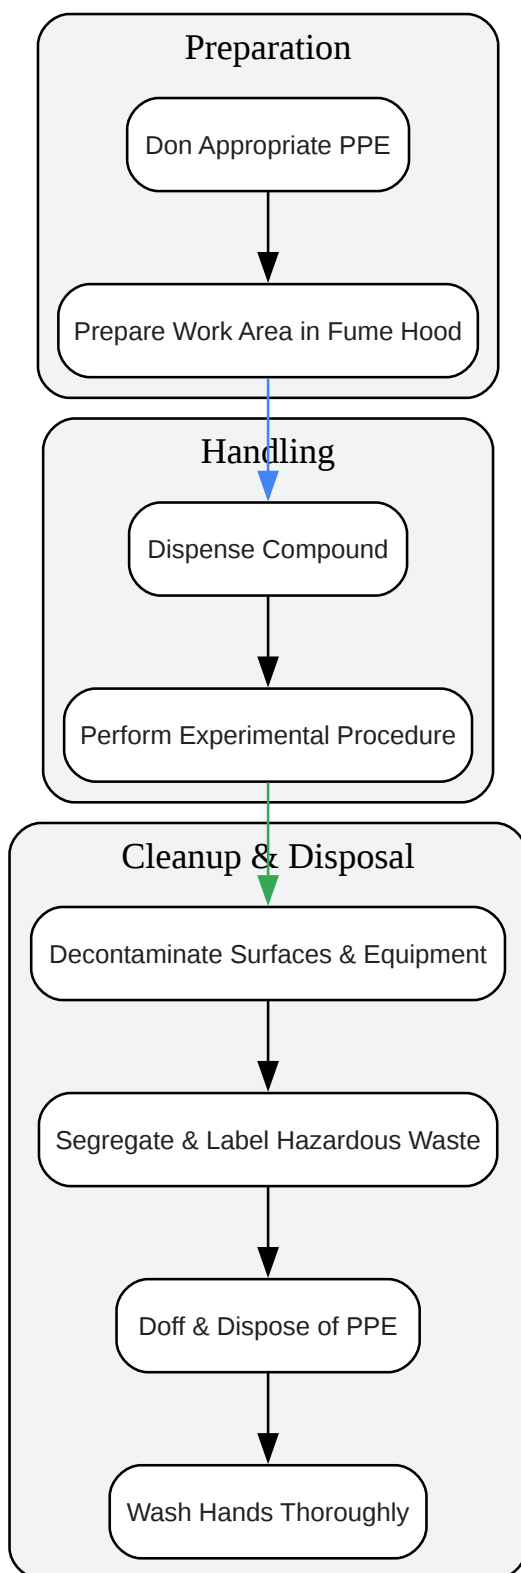 Preparation
Don Appropriate PPE
Prepare Work Area in Fume Hood
Handling
Dispense Compound
Perform Experimental Procedure
Cleanup & Disposal
Decontaminate Surfaces & Equipment
Segregate & Label Hazardous Waste
Doff & Dispose of PPE
Wash Hands Thoroughly